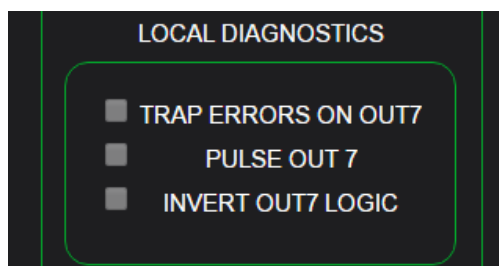 LOCAL DIAGNOSTICS
TRAP ERRORS ON OUT7
PULSE OUT 7
INVERT OUT7 LOGIC